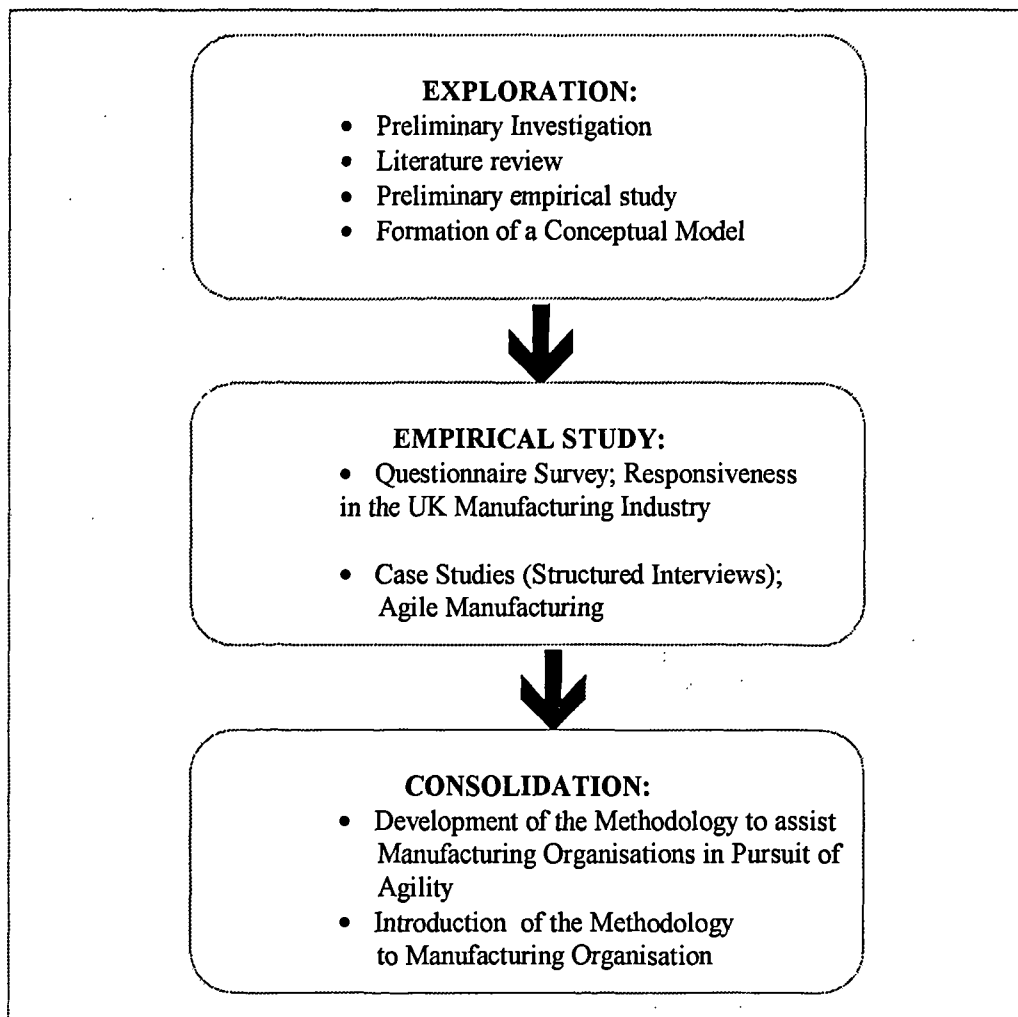 EXPLORATION:
• Preliminary Investigation
• Literature review
• Preliminary empirical study
• Formation of a Conceptual Model
EMPIRICAL STUDY:
• Questionnaire Survey; Responsiveness
in the UK Manufacturing Industry
• Case Studies (Structured Interviews);
Agile Manufacturing
CONSOLIDATION:
• Development of the Methodology to assist
Manufacturing Organisations in Pursuit of
Agility
• Introduction of the Methodology
to Manufacturing Organisation